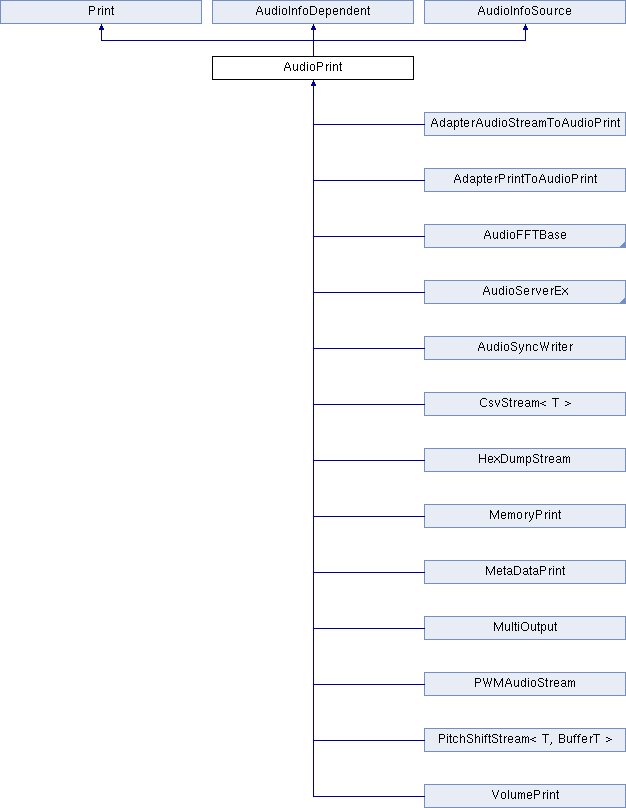 Print
AudioInfoDependent
AudioInfoSource
AudioPrint
AdapterAudioStreamToAudioPrint
AdapterPrintToAudioPrint
AudioFFTBase
AudioServerEx
AudioSyncWriter
CsvStream< T >
HexDumpStream
MemoryPrint
MetaDataPrint
MultiOutput
PWMAudioStream
PitchShiftStream< T, BufferT >
VolumePrint